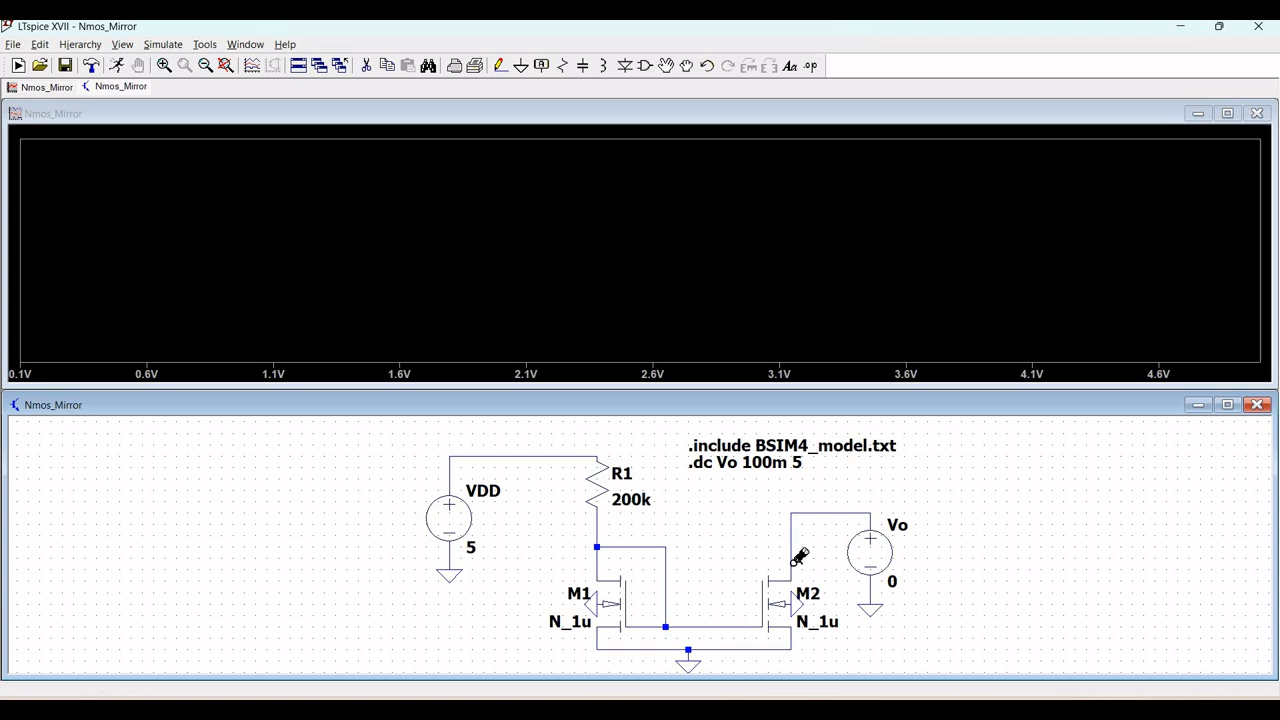 LTspice XVII - Nmos_Mirror
File Edit Hierarchy View Simulate Tools Window Help
Nmos_Mirror Nmos_Mirror
Nmos_Mirror
0.1V 0.6V 1.1V 1.6V 2.1V 2.6V 3.1V 3.6V 4.1V 4.6V
Nmos_Mirror
.include BSIM4_model.txt
.dc Vo 100m 5
VDD
5
R1
200k
Vo
0
M1
N_1u
M2
N_1u